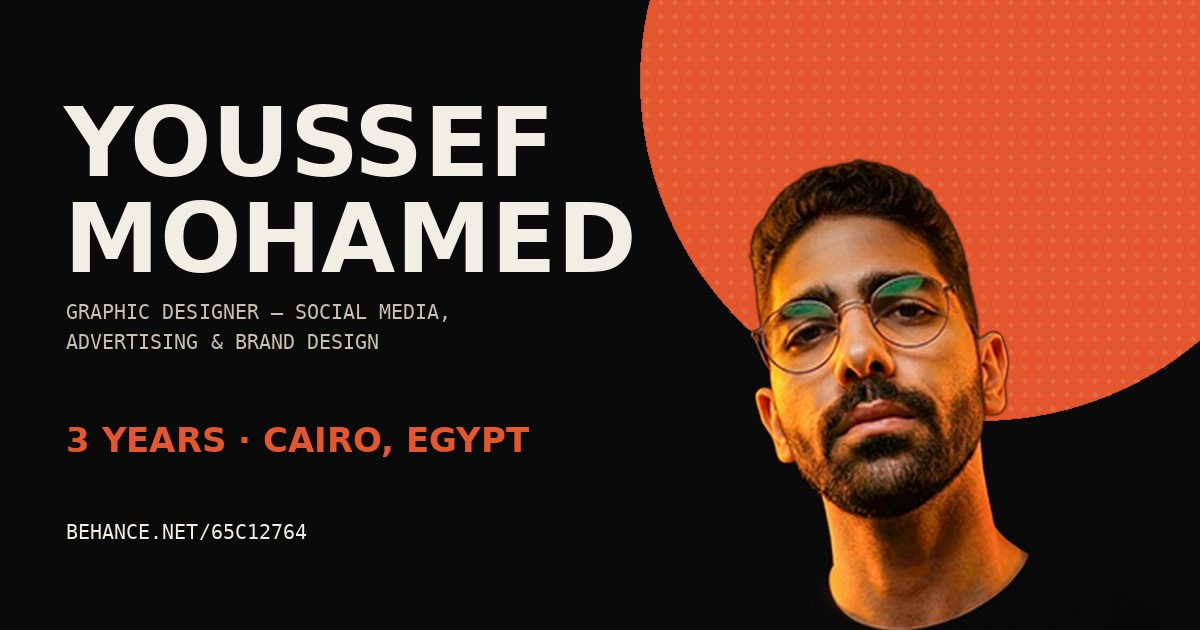 YOUSSEF
MOHAMED
GRAPHIC DESIGNER — SOCIAL MEDIA,
ADVERTISING & BRAND DESIGN
3 YEARS · CAIRO, EGYPT
BEHANCE.NET/65C12764